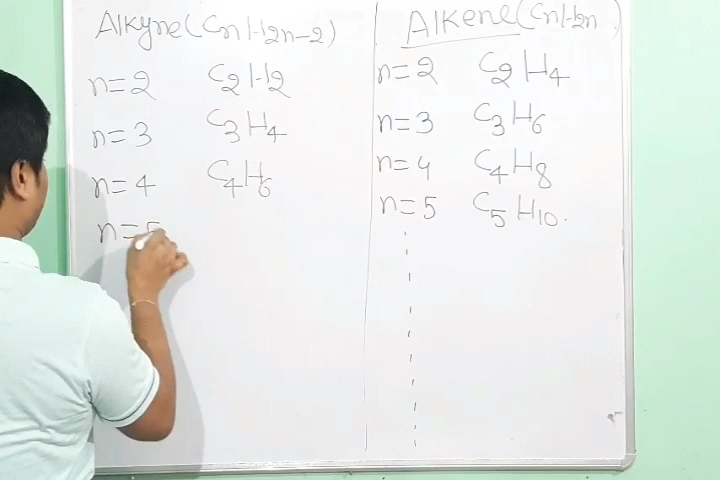 Alkyne(CnH2n-2)
n=2 C2H2
n=3 C3H4
n=4 C4H6
n=5
Alkene(CnH2n)
n=2 C2H4
n=3 C3H6
n=4 C4H8
n=5 C5H10.